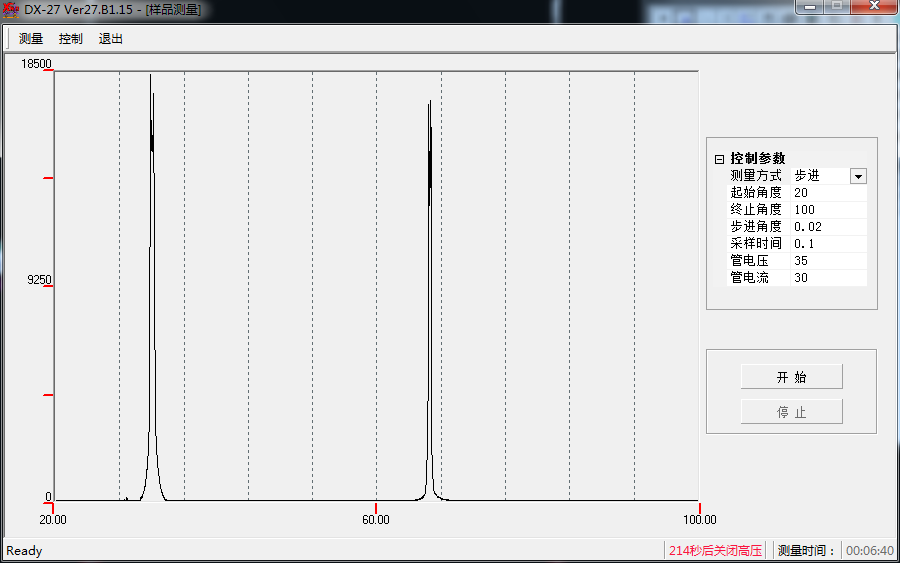 DX-27 Ver27.B1.15 - [样品测量]
测量 控制 退出
18500
9250
0
20.00 60.00 100.00
控制参数
测量方式 步进
起始角度 20
终止角度 100
步进角度 0.02
采样时间 0.1
管电压 35
管电流 30
开 始
停 止
Ready 214秒后关闭高压 测量时间： 00:06:40